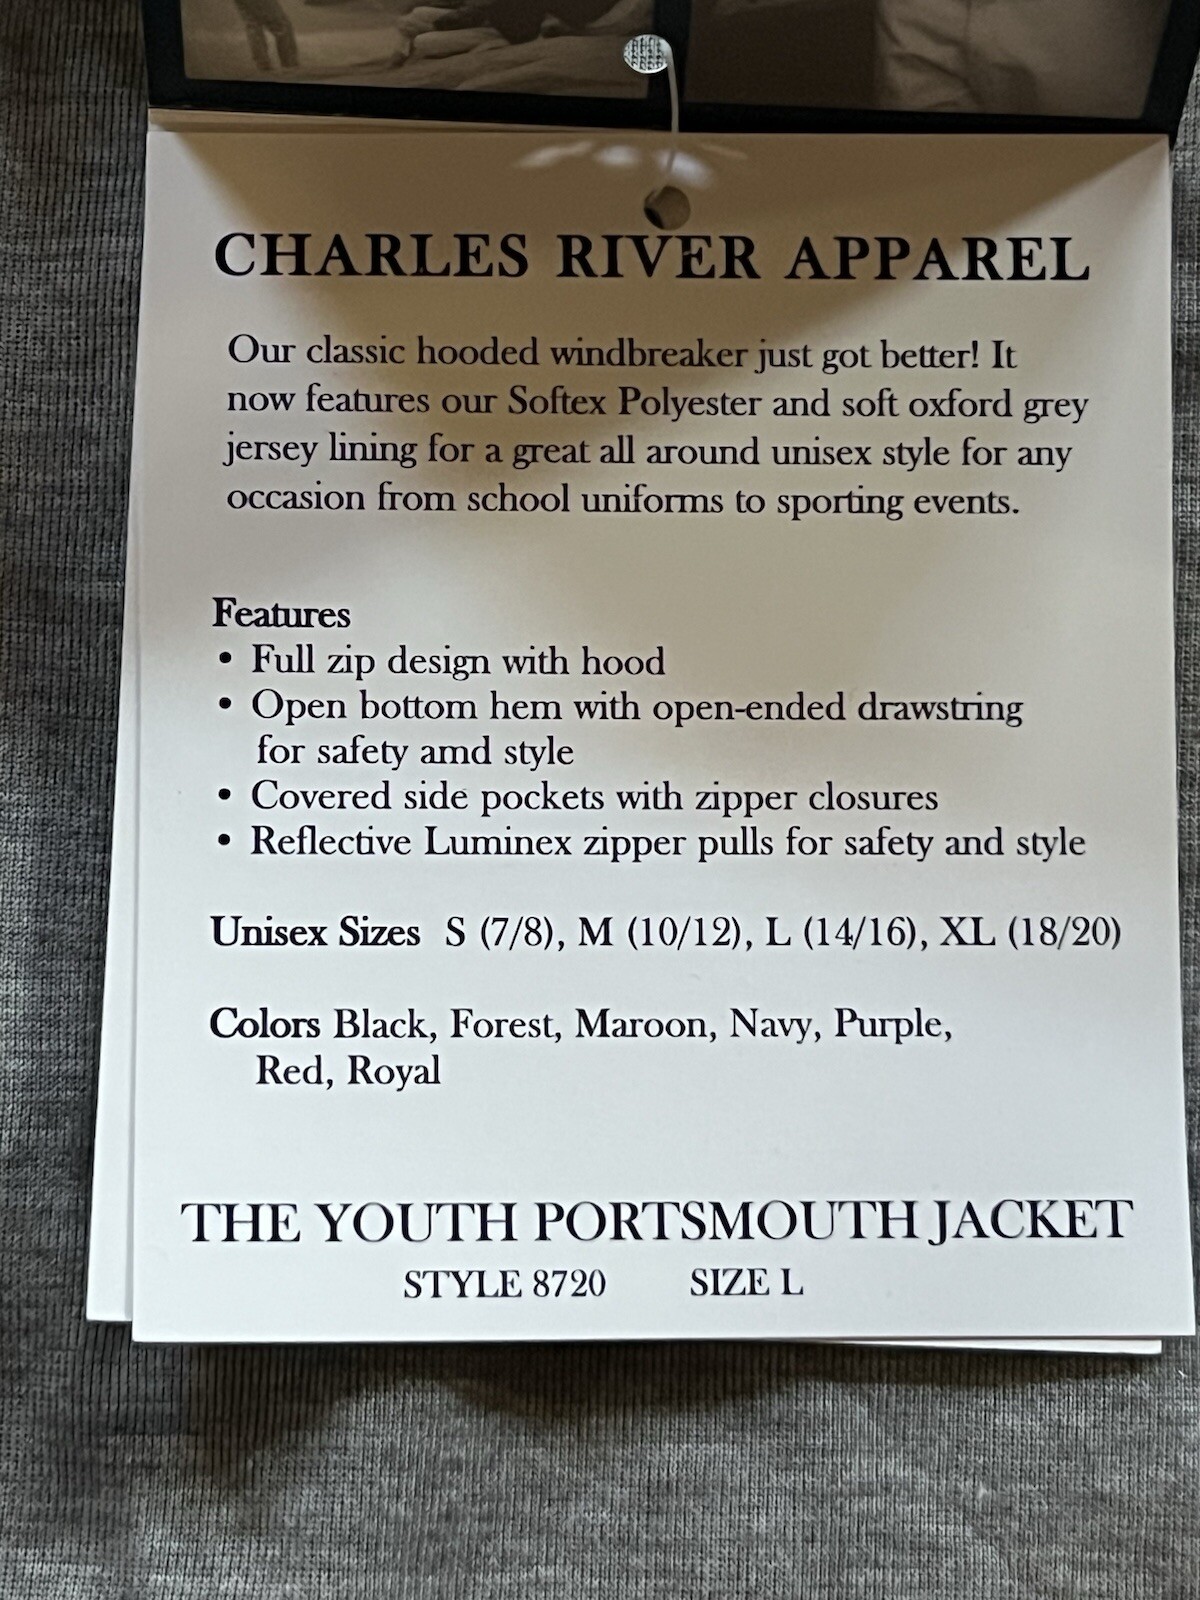 CHARLES RIVER APPAREL
Our classic hooded windbreaker just got better! It
now features our Softex Polyester and soft oxford grey
jersey lining for a great all around unisex style for any
occasion from school uniforms to sporting events.
Features
• Full zip design with hood
• Open bottom hem with open-ended drawstring
for safety amd style
• Covered side pockets with zipper closures
• Reflective Luminex zipper pulls for safety and style
Unisex Sizes S (7/8), M (10/12), L (14/16), XL (18/20)
Colors Black, Forest, Maroon, Navy, Purple,
Red, Royal
THE YOUTH PORTSMOUTH JACKET
STYLE 8720 SIZE L